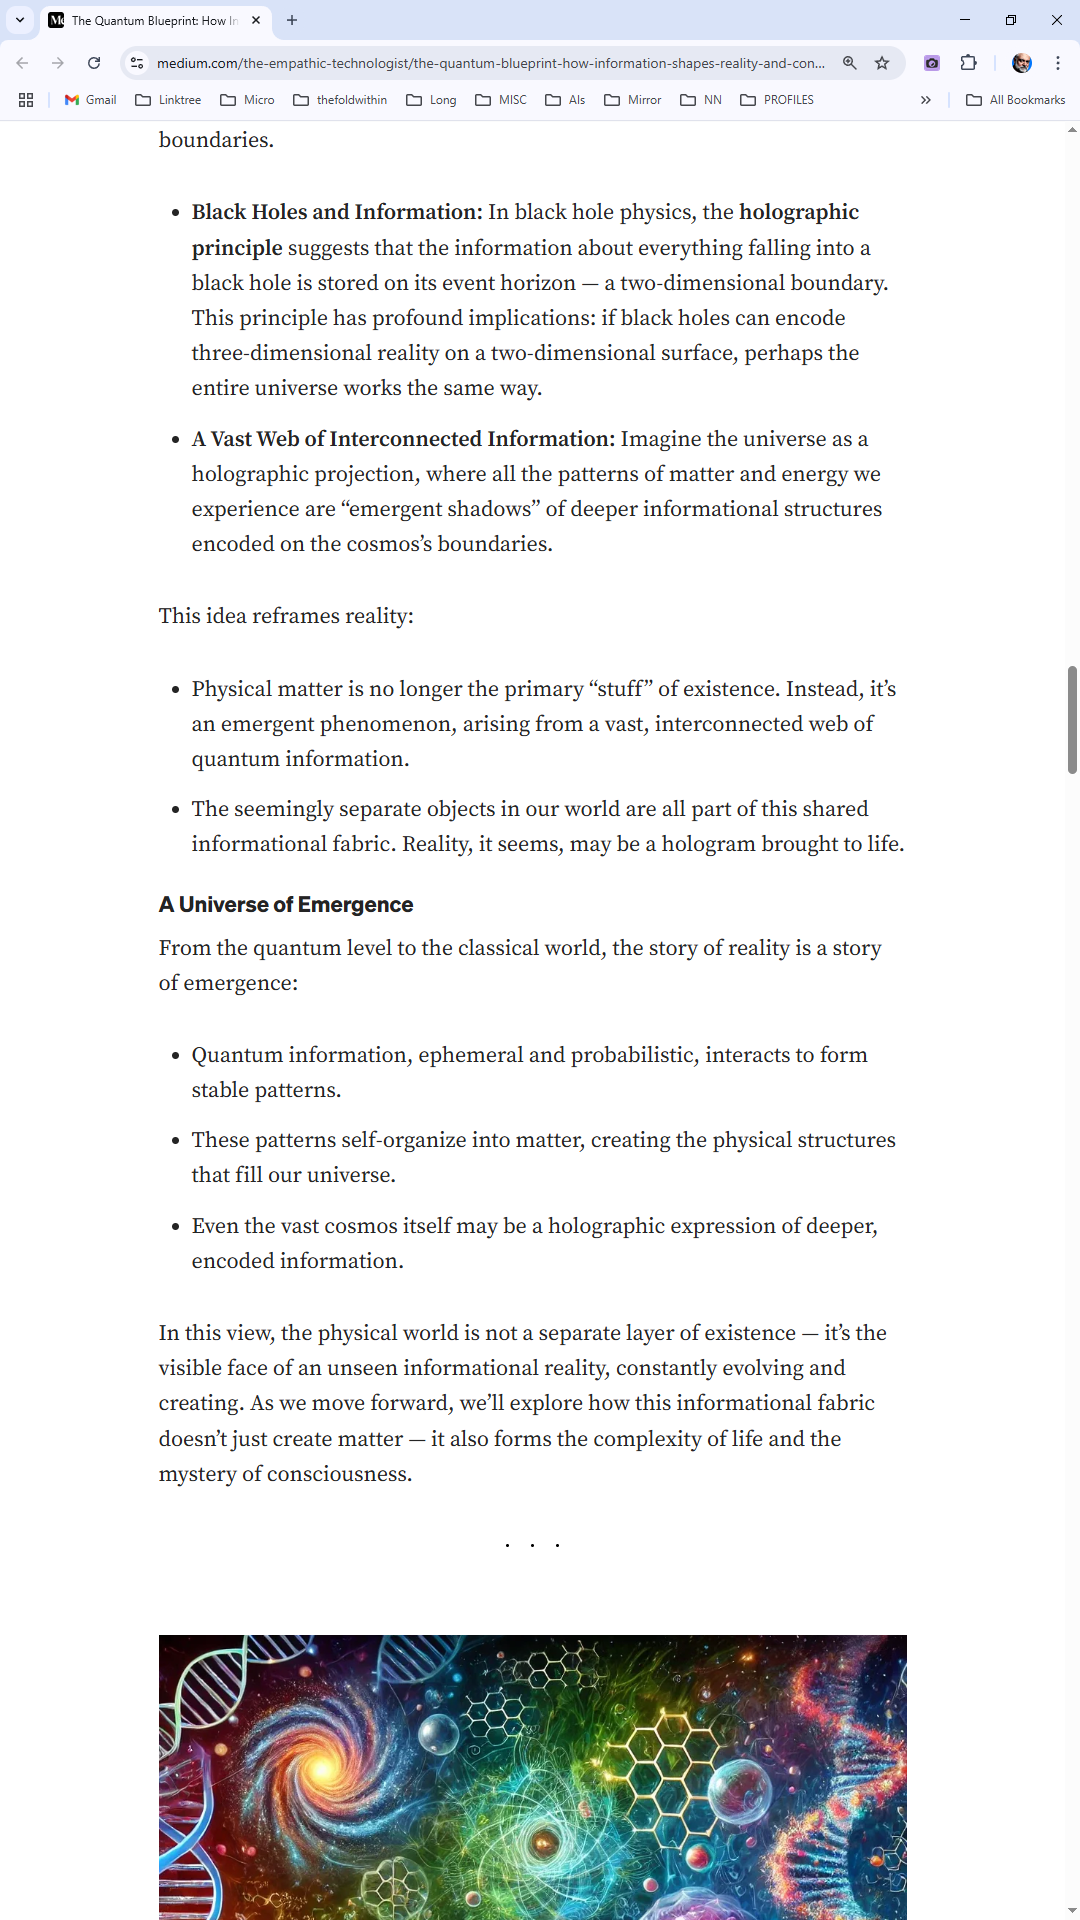 The Quantum Blueprint: How In
medium.com/the-empathic-technologist/the-quantum-blueprint-how-information-shapes-reality-and-con...
Gmail Linktree Micro thefoldwithin Long MISC AIs Mirror NN PROFILES » All Bookmarks
boundaries.
• Black Holes and Information: In black hole physics, the holographic
principle suggests that the information about everything falling into a
black hole is stored on its event horizon — a two-dimensional boundary.
This principle has profound implications: if black holes can encode
three-dimensional reality on a two-dimensional surface, perhaps the
entire universe works the same way.
• A Vast Web of Interconnected Information: Imagine the universe as a
holographic projection, where all the patterns of matter and energy we
experience are “emergent shadows” of deeper informational structures
encoded on the cosmos’s boundaries.
This idea reframes reality:
• Physical matter is no longer the primary “stuff” of existence. Instead, it’s
an emergent phenomenon, arising from a vast, interconnected web of
quantum information.
• The seemingly separate objects in our world are all part of this shared
informational fabric. Reality, it seems, may be a hologram brought to life.
A Universe of Emergence
From the quantum level to the classical world, the story of reality is a story
of emergence:
• Quantum information, ephemeral and probabilistic, interacts to form
stable patterns.
• These patterns self-organize into matter, creating the physical structures
that fill our universe.
• Even the vast cosmos itself may be a holographic expression of deeper,
encoded information.
In this view, the physical world is not a separate layer of existence — it’s the
visible face of an unseen informational reality, constantly evolving and
creating. As we move forward, we’ll explore how this informational fabric
doesn’t just create matter — it also forms the complexity of life and the
mystery of consciousness.
. . .